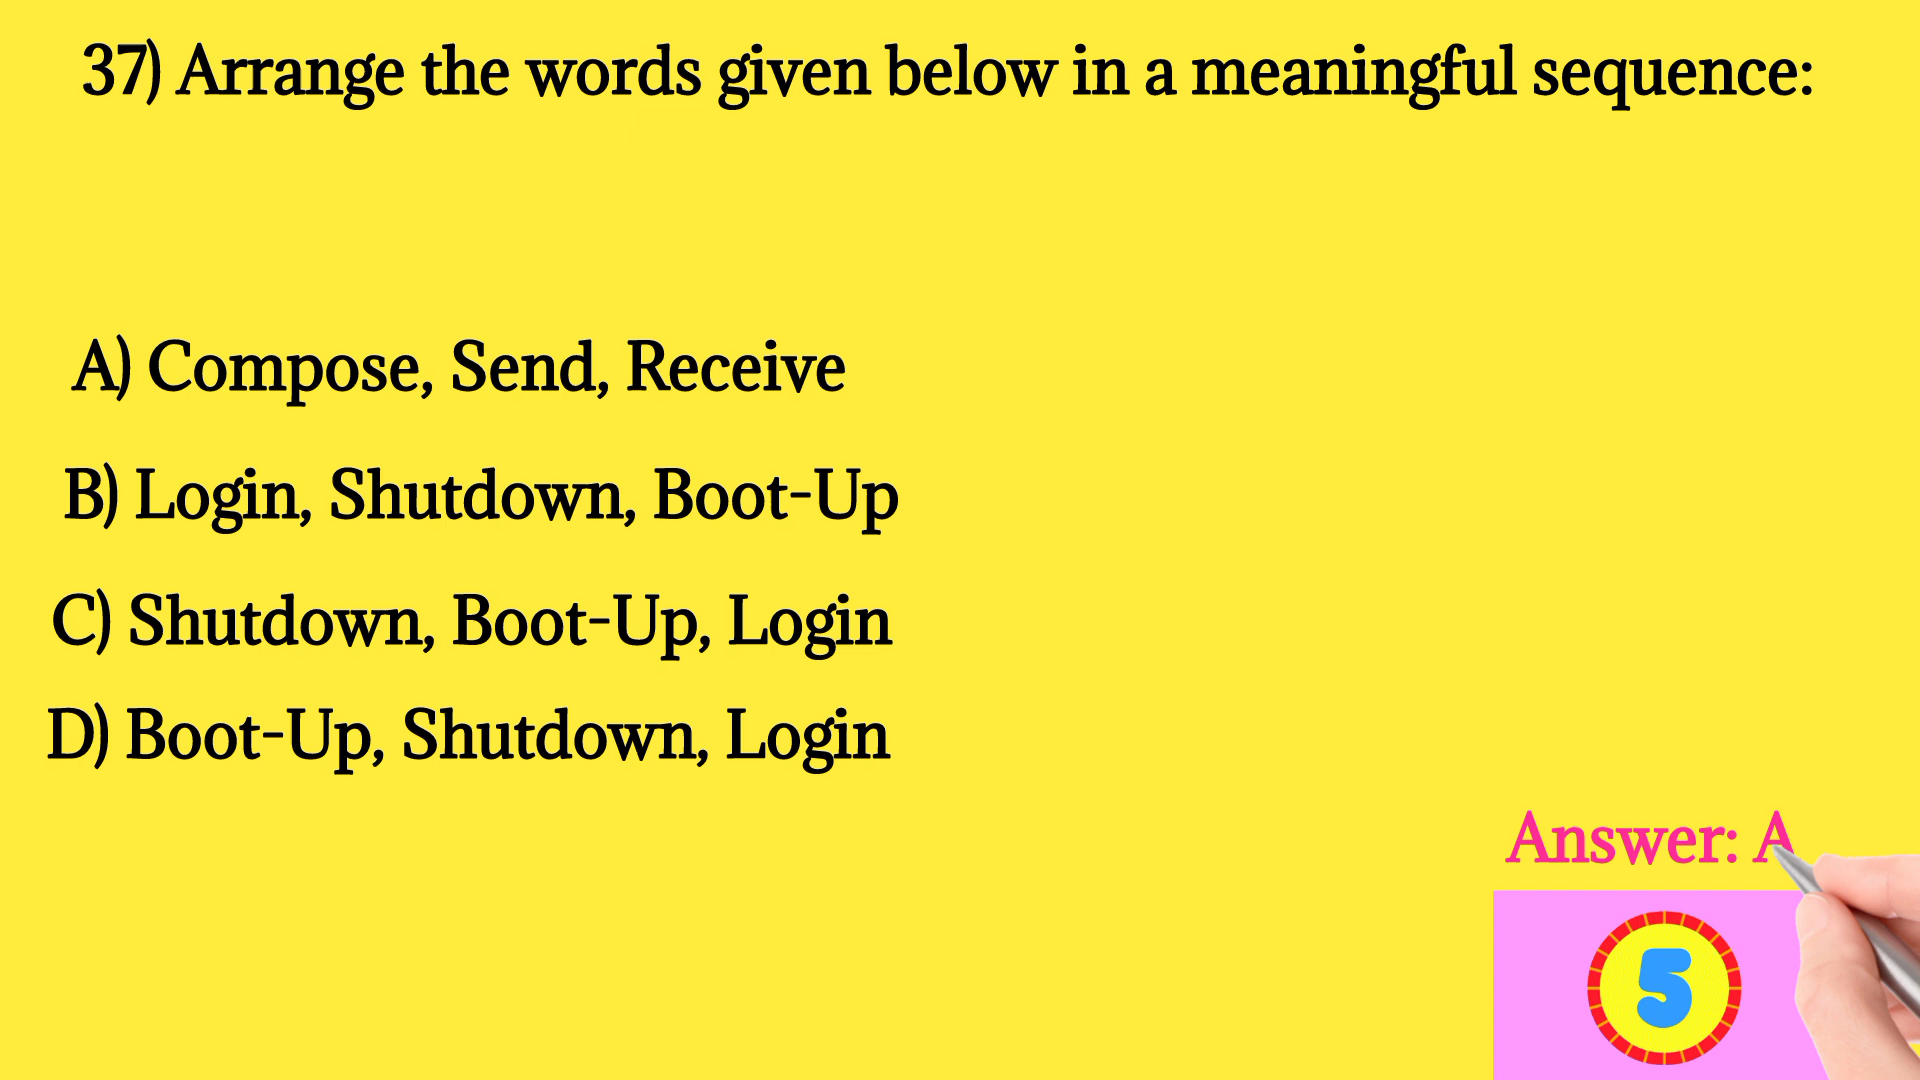 37) Arrange the words given below in a meaningful sequence:
A) Compose, Send, Receive
B) Login, Shutdown, Boot-Up
C) Shutdown, Boot-Up, Login
D) Boot-Up, Shutdown, Login
Answer: A
5